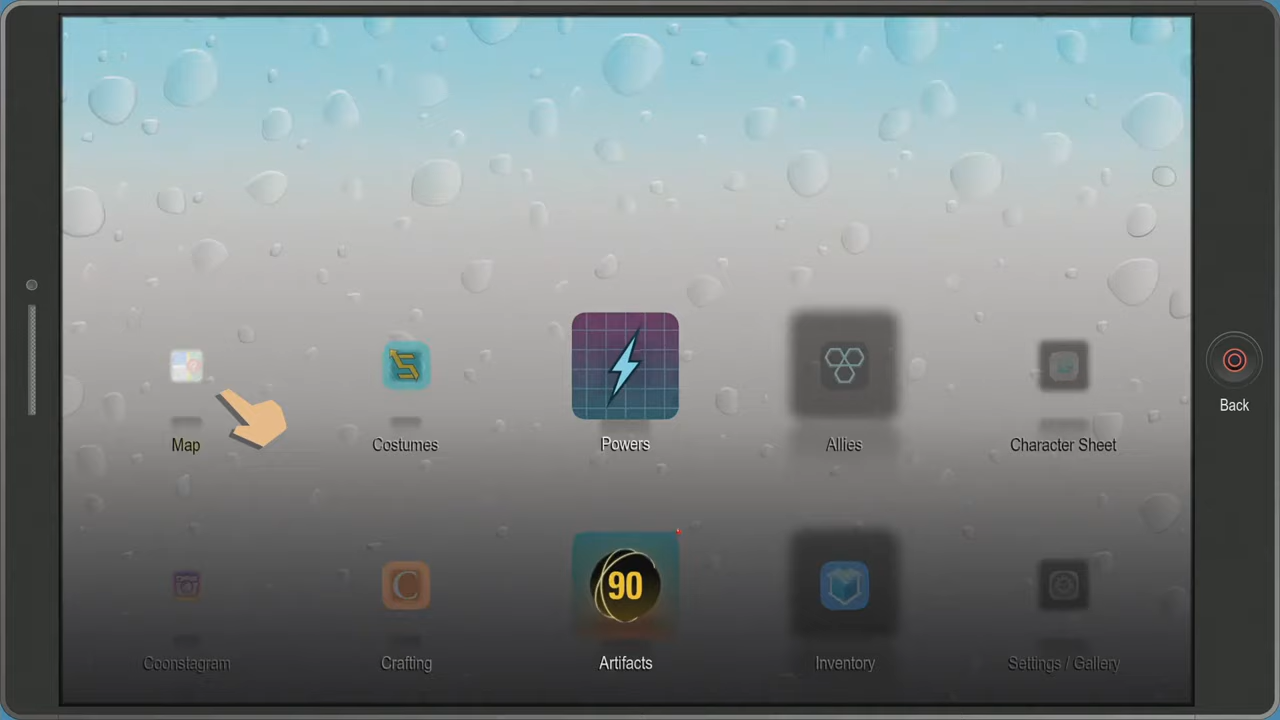 Map
Costumes
Powers
Allies
Character Sheet
Back
90
C
Coonstagram
Crafting
Artifacts
Inventory
Settings / Gallery